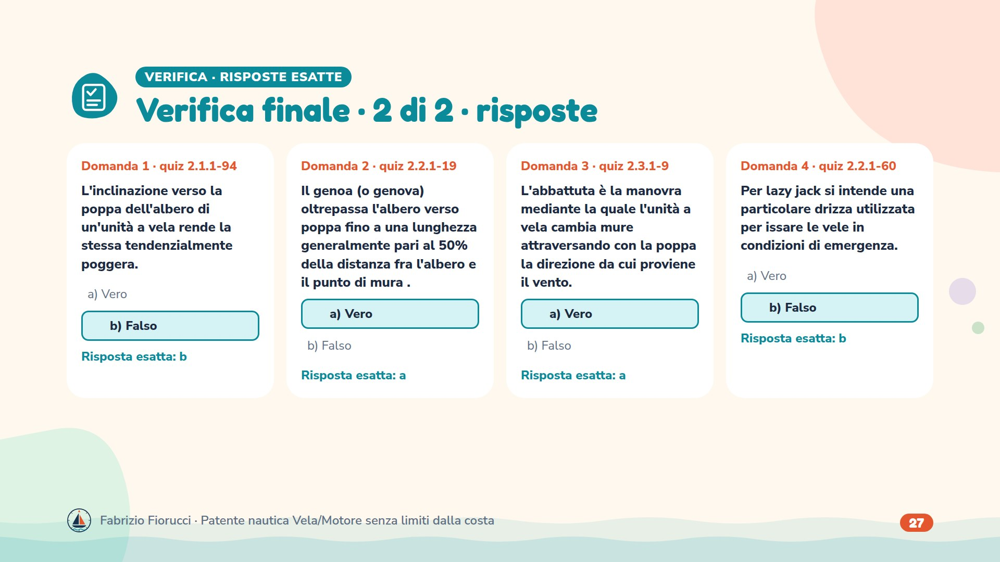 VERIFICA · RISPOSTE ESATTE
Verifica finale · 2 di 2 · risposte
Domanda 1 · quiz 2.1.1-94
L'inclinazione verso la
poppa dell'albero di
un'unità a vela rende la
stessa tendenzialmente
poggera.
a) Vero
b) Falso
Risposta esatta: b
Domanda 2 · quiz 2.2.1-19
Il genoa (o genova)
oltrepassa l'albero verso
poppa fino a una lunghezza
generalmente pari al 50%
della distanza fra l'albero e
il punto di mura .
a) Vero
b) Falso
Risposta esatta: a
Domanda 3 · quiz 2.3.1-9
L'abbattuta è la manovra
mediante la quale l'unità a
vela cambia mure
attraversando con la poppa
la direzione da cui proviene
il vento.
a) Vero
b) Falso
Risposta esatta: a
Domanda 4 · quiz 2.2.1-60
Per lazy jack si intende una
particolare drizza utilizzata
per issare le vele in
condizioni di emergenza.
a) Vero
b) Falso
Risposta esatta: b
Fabrizio Fiorucci · Patente nautica Vela/Motore senza limiti dalla costa
27